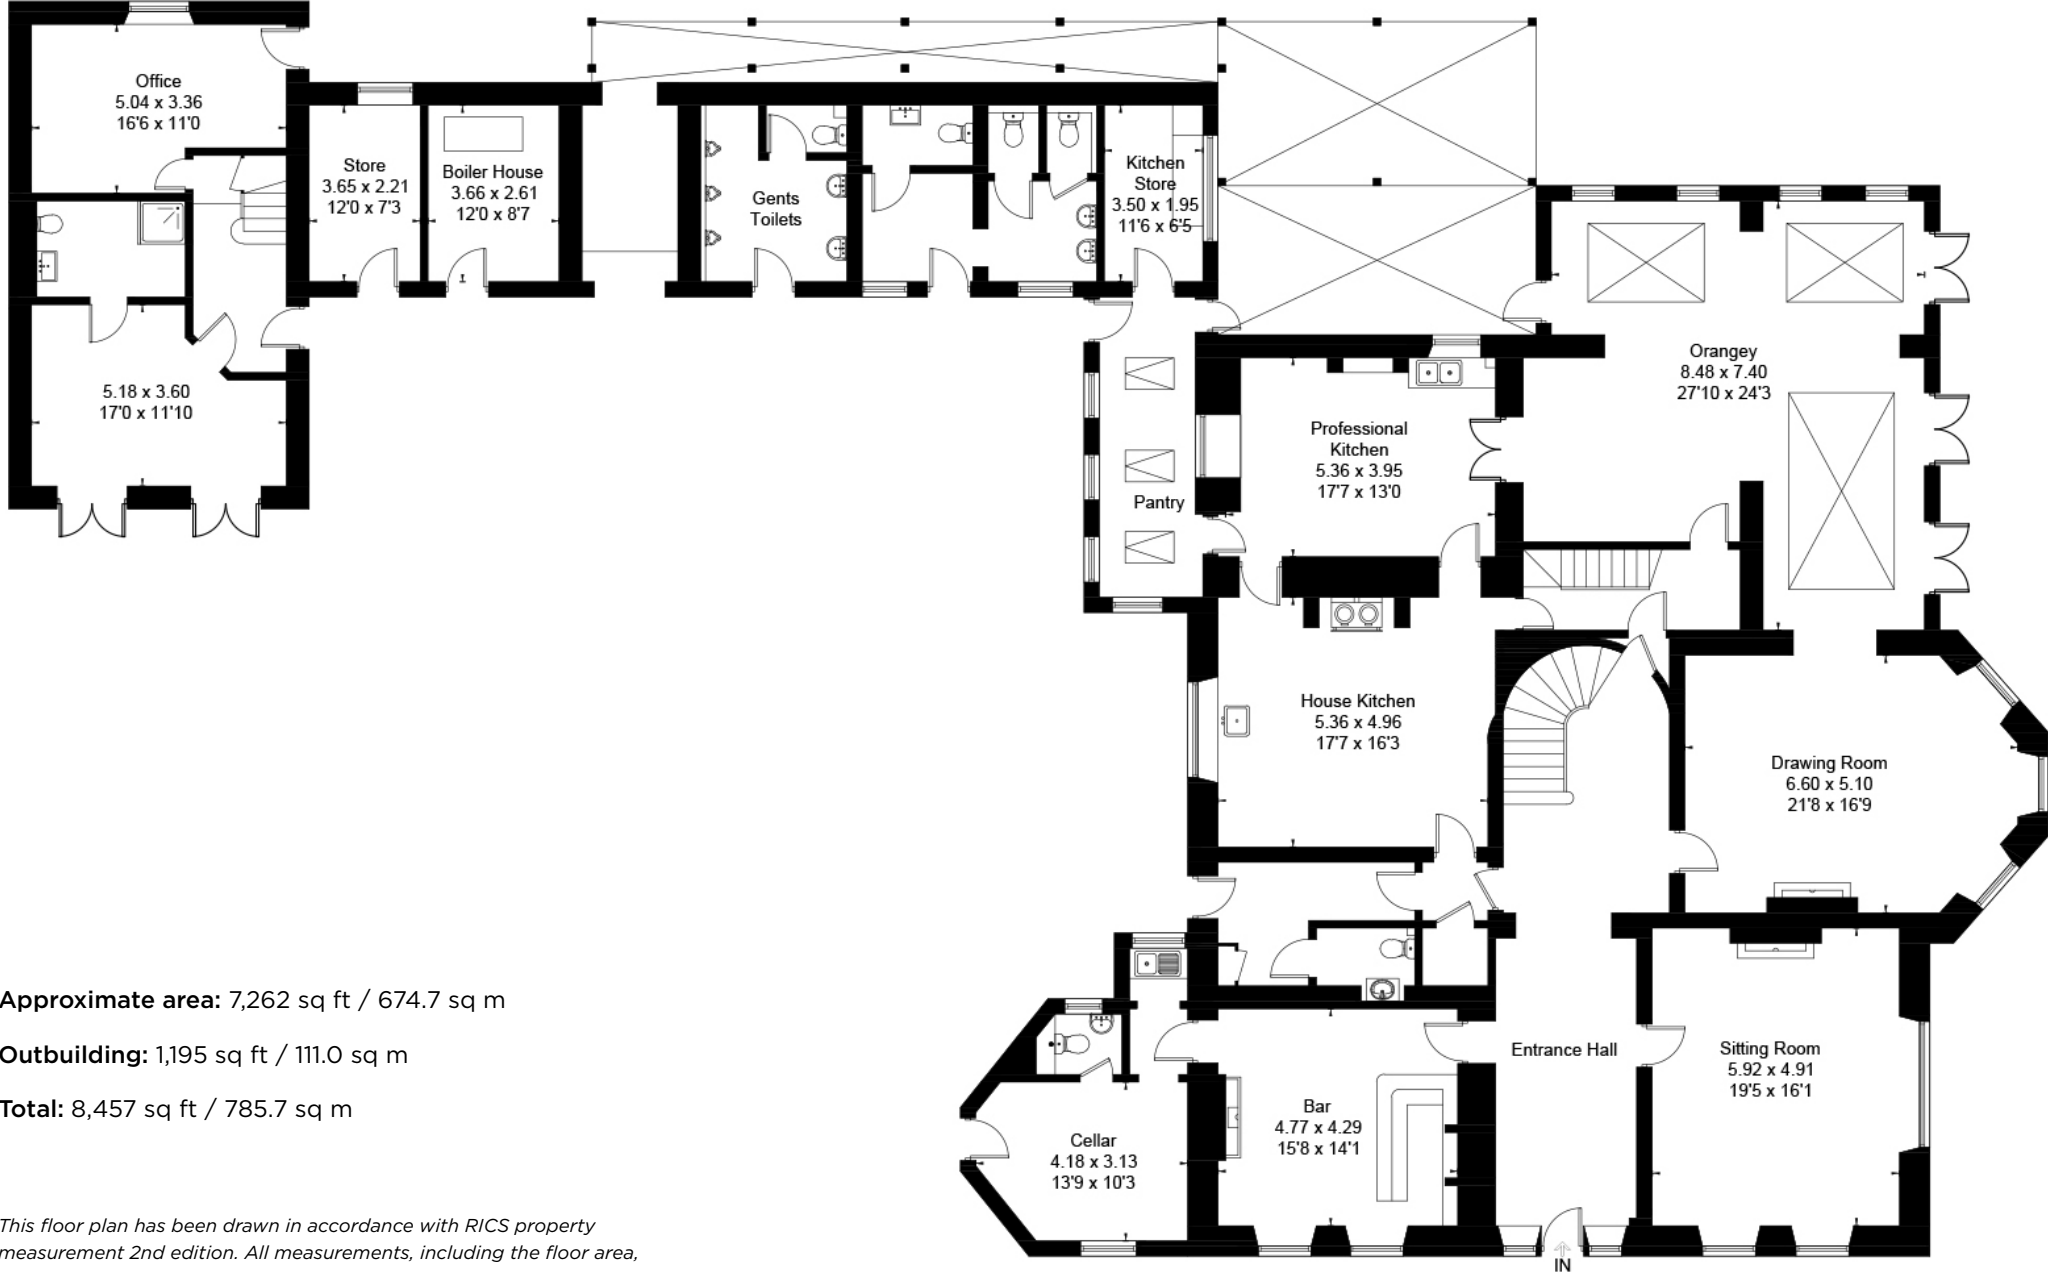 Office
5.04 x 3.36
16'6 x 11'0
Store
3.65 x 2.21
12'0 x 7'3
Boiler House
3.66 x 2.61
12'0 x 8'7
Gents
Toilets
Kitchen
Store
3.50 x 1.95
11'6 x 6'5
5.18 x 3.60
17'0 x 11'10
Orangey
8.48 x 7.40
27'10 x 24'3
Professional
Kitchen
5.36 x 3.95
17'7 x 13'0
Pantry
House Kitchen
5.36 x 4.96
17'7 x 16'3
Drawing Room
6.60 x 5.10
21'8 x 16'9
Entrance Hall
Sitting Room
5.92 x 4.91
19'5 x 16'1
Bar
4.77 x 4.29
15'8 x 14'1
Cellar
4.18 x 3.13
13'9 x 10'3
IN
Approximate area: 7,262 sq ft / 674.7 sq m
Outbuilding: 1,195 sq ft / 111.0 sq m
Total: 8,457 sq ft / 785.7 sq m
This floor plan has been drawn in accordance with RICS property
measurement 2nd edition. All measurements, including the floor area,